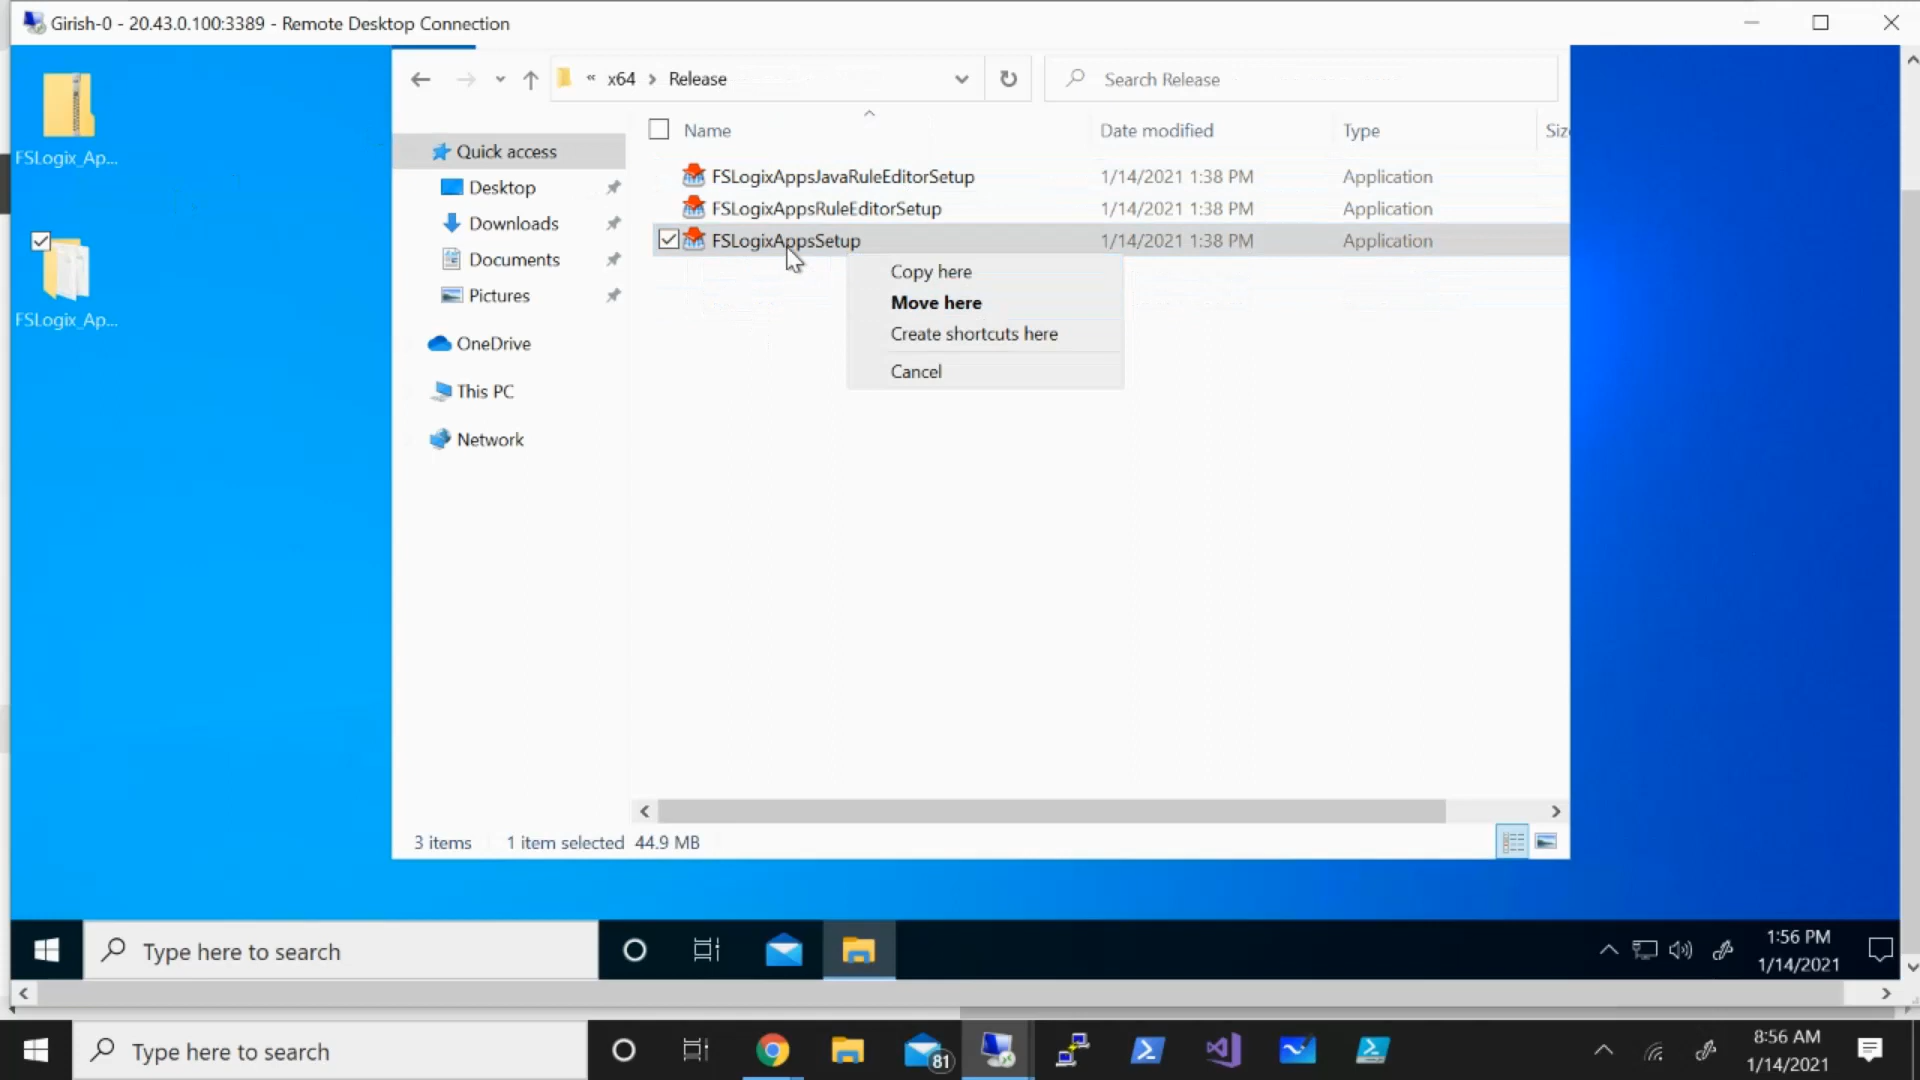 Girish-0 - 20.43.0.100:3389 - Remote Desktop Connection
« x64 > Release
Search Release
FSLogix_Ap...
FSLogix_Ap...
Quick access
Desktop
Downloads
Documents
Pictures
OneDrive
This PC
Network
Name Date modified Type Siz
FSLogixAppsJavaRuleEditorSetup 1/14/2021 1:38 PM Application
FSLogixAppsRuleEditorSetup 1/14/2021 1:38 PM Application
FSLogixAppsSetup 1/14/2021 1:38 PM Application
Copy here
Move here
Create shortcuts here
Cancel
3 items 1 item selected 44.9 MB
Type here to search
1:56 PM
1/14/2021
Type here to search
81
8:56 AM
1/14/2021